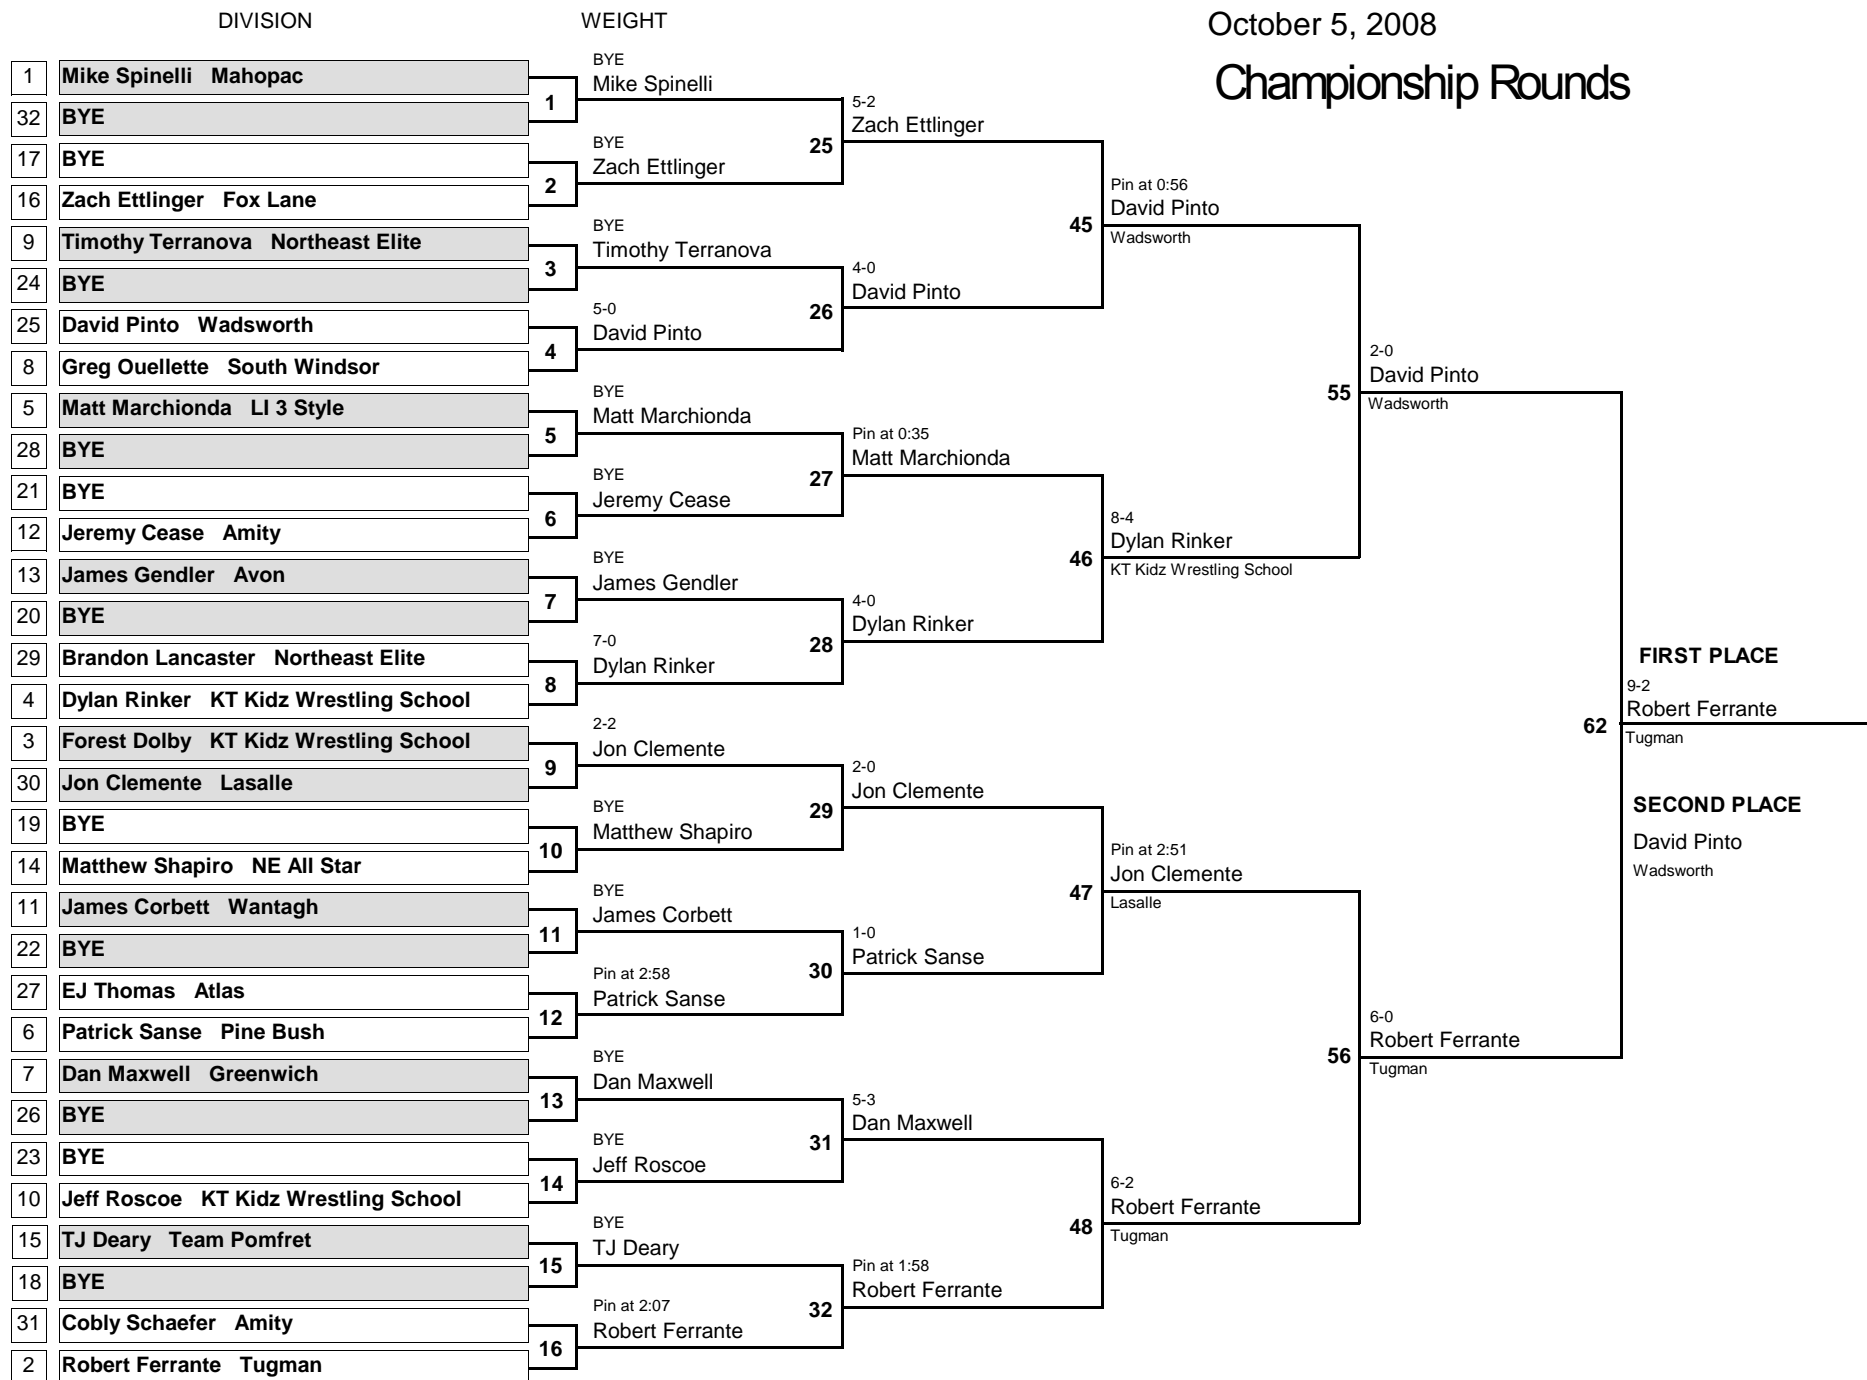 DIVISION WEIGHT October 5, 2008
Championship Rounds
1 Mike Spinelli Mahopac
32 BYE
17 BYE
16 Zach Ettlinger Fox Lane
9 Timothy Terranova Northeast Elite
24 BYE
25 David Pinto Wadsworth
8 Greg Ouellette South Windsor
5 Matt Marchionda LI 3 Style
28 BYE
21 BYE
12 Jeremy Cease Amity
13 James Gendler Avon
20 BYE
29 Brandon Lancaster Northeast Elite
4 Dylan Rinker KT Kidz Wrestling School
3 Forest Dolby KT Kidz Wrestling School
30 Jon Clemente Lasalle
19 BYE
14 Matthew Shapiro NE All Star
11 James Corbett Wantagh
22 BYE
27 EJ Thomas Atlas
6 Patrick Sanse Pine Bush
7 Dan Maxwell Greenwich
26 BYE
23 BYE
10 Jeff Roscoe KT Kidz Wrestling School
15 TJ Deary Team Pomfret
18 BYE
31 Cobly Schaefer Amity
2 Robert Ferrante Tugman
BYE
1 Mike Spinelli
BYE
2 Zach Ettlinger
BYE
3 Timothy Terranova
5-0
4 David Pinto
BYE
5 Matt Marchionda
BYE
6 Jeremy Cease
BYE
7 James Gendler
7-0
8 Dylan Rinker
2-2
9 Jon Clemente
BYE
10 Matthew Shapiro
BYE
11 James Corbett
Pin at 2:58
12 Patrick Sanse
BYE
13 Dan Maxwell
BYE
14 Jeff Roscoe
BYE
15 TJ Deary
Pin at 2:07
16 Robert Ferrante
5-2
Zach Ettlinger
25
4-0
David Pinto
26
Pin at 0:35
Matt Marchionda
27
4-0
Dylan Rinker
28
2-0
Jon Clemente
29
1-0
Patrick Sanse
30
5-3
Dan Maxwell
31
Pin at 1:58
Robert Ferrante
32
Pin at 0:56
David Pinto
45
Wadsworth
8-4
Dylan Rinker
46
KT Kidz Wrestling School
Pin at 2:51
Jon Clemente
47
Lasalle
6-2
Robert Ferrante
48
Tugman
2-0
David Pinto
55
Wadsworth
6-0
Robert Ferrante
56
Tugman
FIRST PLACE
9-2
Robert Ferrante
62
Tugman
SECOND PLACE
David Pinto
Wadsworth